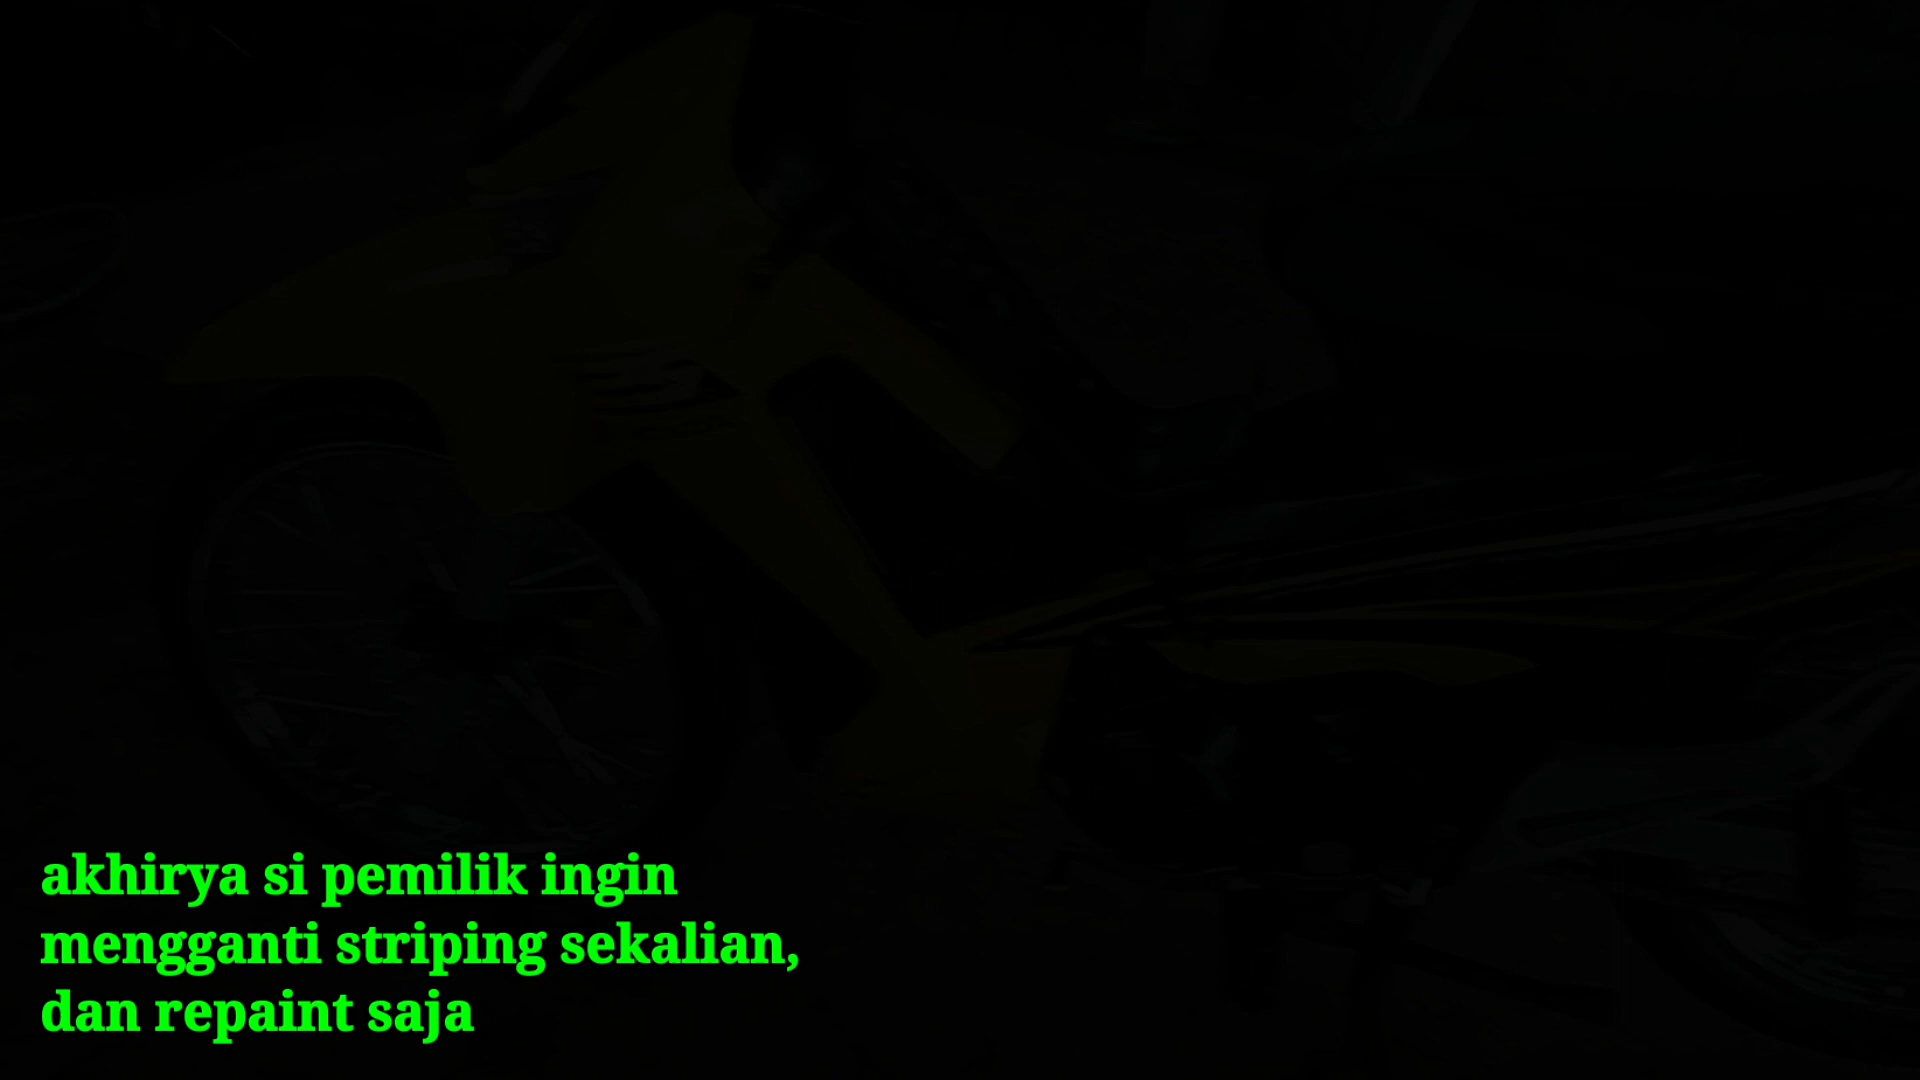 akhirya si pemilik ingin
mengganti striping sekalian,
dan repaint saja